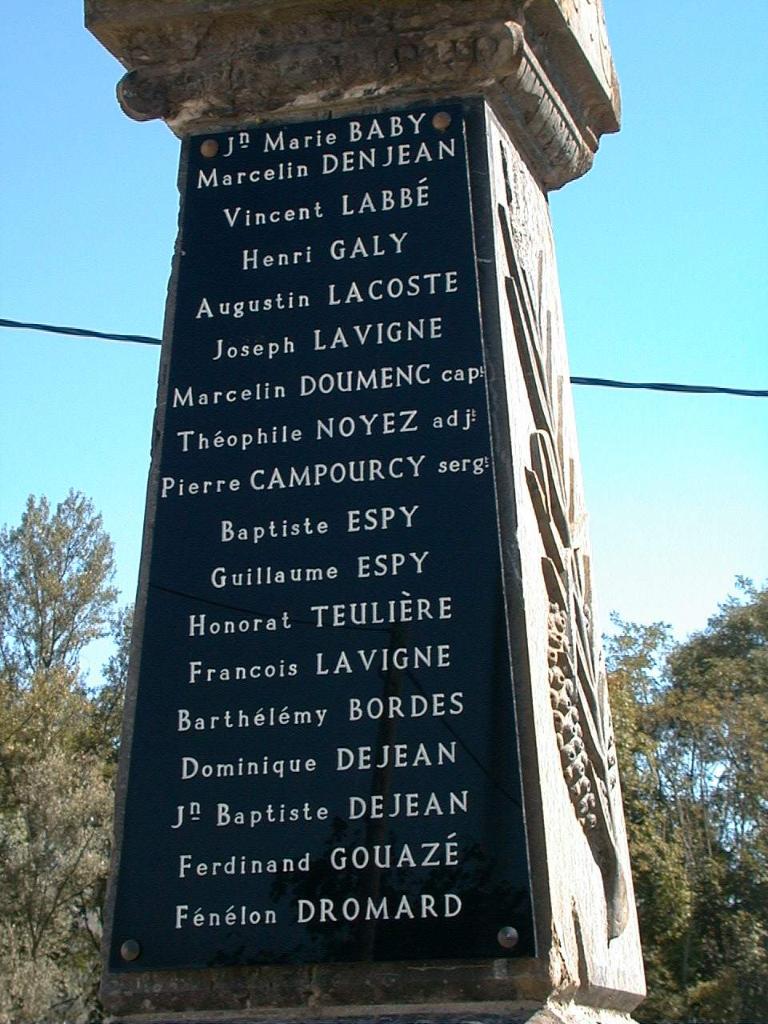 Jⁿ Marie BABY
Marcelin DENJEAN
Vincent LABBÉ
Henri GALY
Augustin LACOSTE
Joseph LAVIGNE
Marcelin DOUMENC capᵗ
Théophile NOYEZ adjᵗ
Pierre CAMPOURCY sergᵗ
Baptiste ESPY
Guillaume ESPY
Honorat TEULIÈRE
Francois LAVIGNE
Barthélémy BORDES
Dominique DEJEAN
Jⁿ Baptiste DEJEAN
Ferdinand GOUAZÉ
Fénélon DROMARD